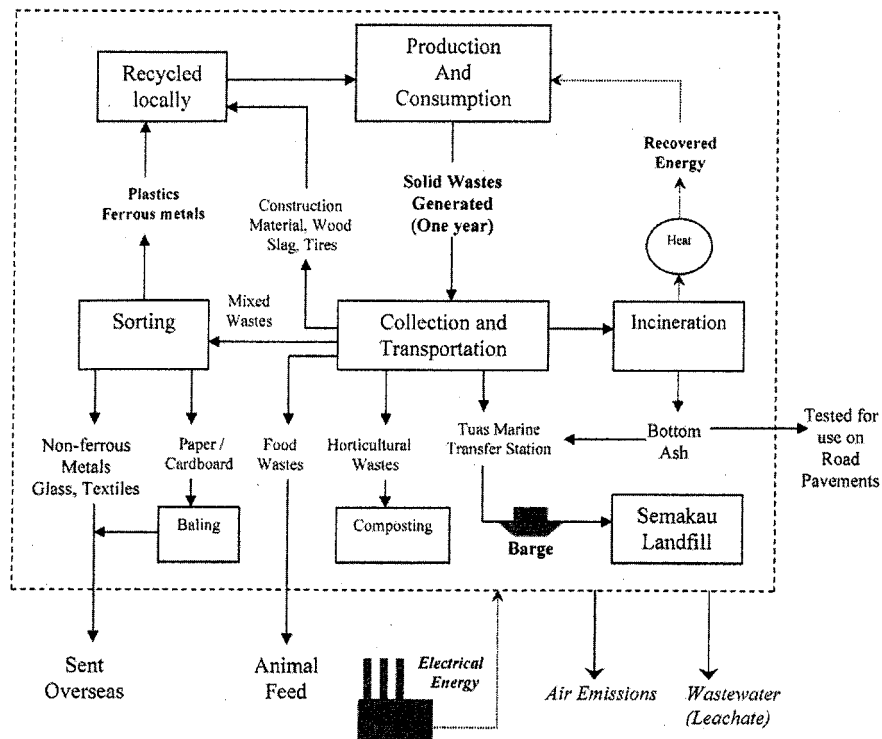 Production
And
Consumption
Recycled
locally
Recovered
Energy
Solid Wastes
Generated
(One year)
Plastics
Ferrous metals
Construction
Material, Wood
Slag, Tires
Heat
Mixed
Wastes
Sorting
Collection and
Transportation
Incineration
Non-ferrous
Metals
Glass, Textiles
Paper /
Cardboard
Food
Wastes
Horticultural
Wastes
Tuas Marine
Transfer Station
Bottom
Ash
Tested for
use on
Road
Pavements
Baling
Composting
Barge
Semakau
Landfill
Sent
Overseas
Animal
Feed
Electrical
Energy
Air Emissions
Wastewater
(Leachate)